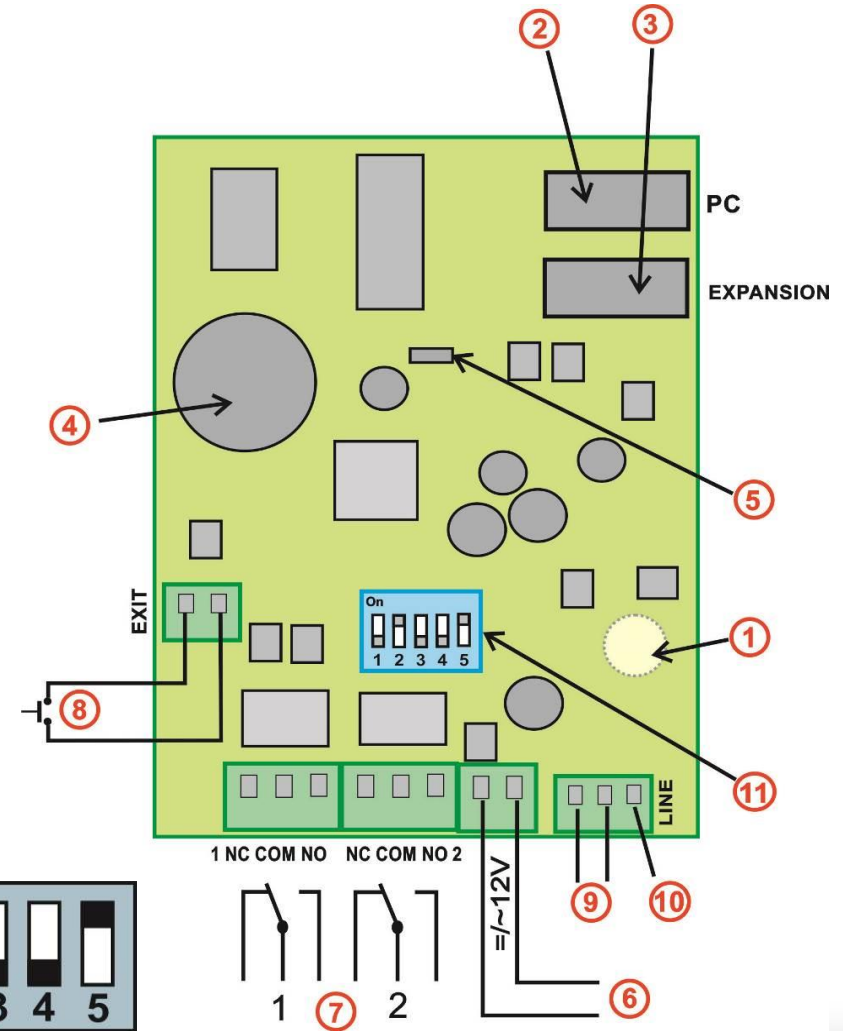 2
3
PC
EXPANSION
4
5
EXIT
On
1 2 3 4 5
1
8
11
LINE
1 NC COM NO
NC COM NO 2
=/~12V
9
10
1
7
2
6
3 4 5